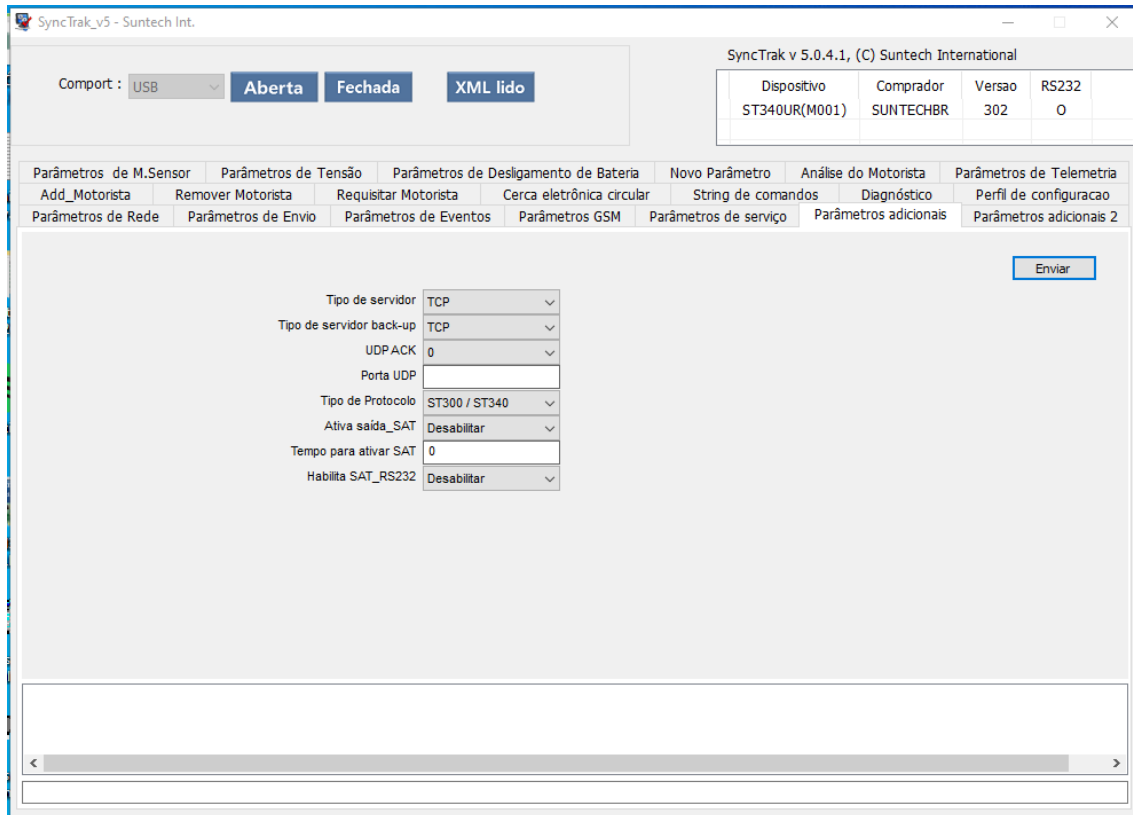 SyncTrak_v5 - Suntech Int.
SyncTrak v 5.0.4.1, (C) Suntech International
Comport : USB Aberta Fechada XML lido
Dispositivo Comprador Versao RS232
ST340UR(M001) SUNTECHBR 302 O
Parâmetros de M.Sensor Parâmetros de Tensão Parâmetros de Desligamento de Bateria Novo Parâmetro Análise do Motorista Parâmetros de Telemetria
Add_Motorista Remover Motorista Requisitar Motorista Cerca eletrônica circular String de comandos Diagnóstico Perfil de configuracao
Parâmetros de Rede Parâmetros de Envio Parâmetros de Eventos Parâmetros GSM Parâmetros de serviço Parâmetros adicionais Parâmetros adicionais 2
Enviar
Tipo de servidor TCP
Tipo de servidor back-up TCP
UDP ACK 0
Porta UDP
Tipo de Protocolo ST300 / ST340
Ativa saída_SAT Desabilitar
Tempo para ativar SAT 0
Habilita SAT_RS232 Desabilitar